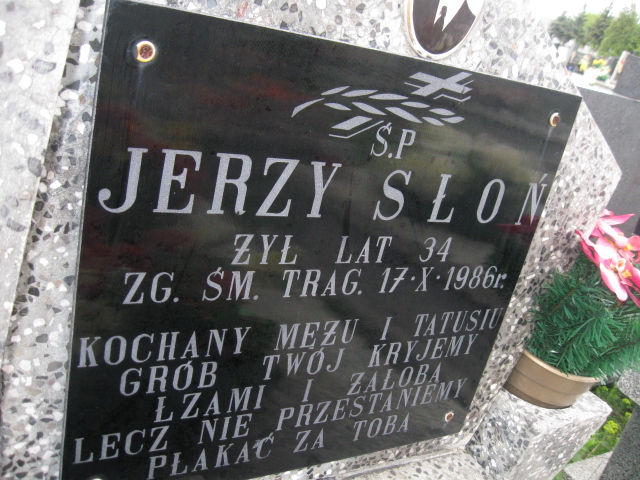 Ś.P
JERZY SŁOŃ
ŻYŁ LAT 34
ZG. ŚM. TRAG. 17·X·1986r.
KOCHANY MĘŻU I TATUSIU
GRÓB TWÓJ KRYJEMY
ŁZAMI I ŻAŁOBĄ
LECZ NIE PRZESTANIEMY
PŁAKAĆ ZA TOBĄ